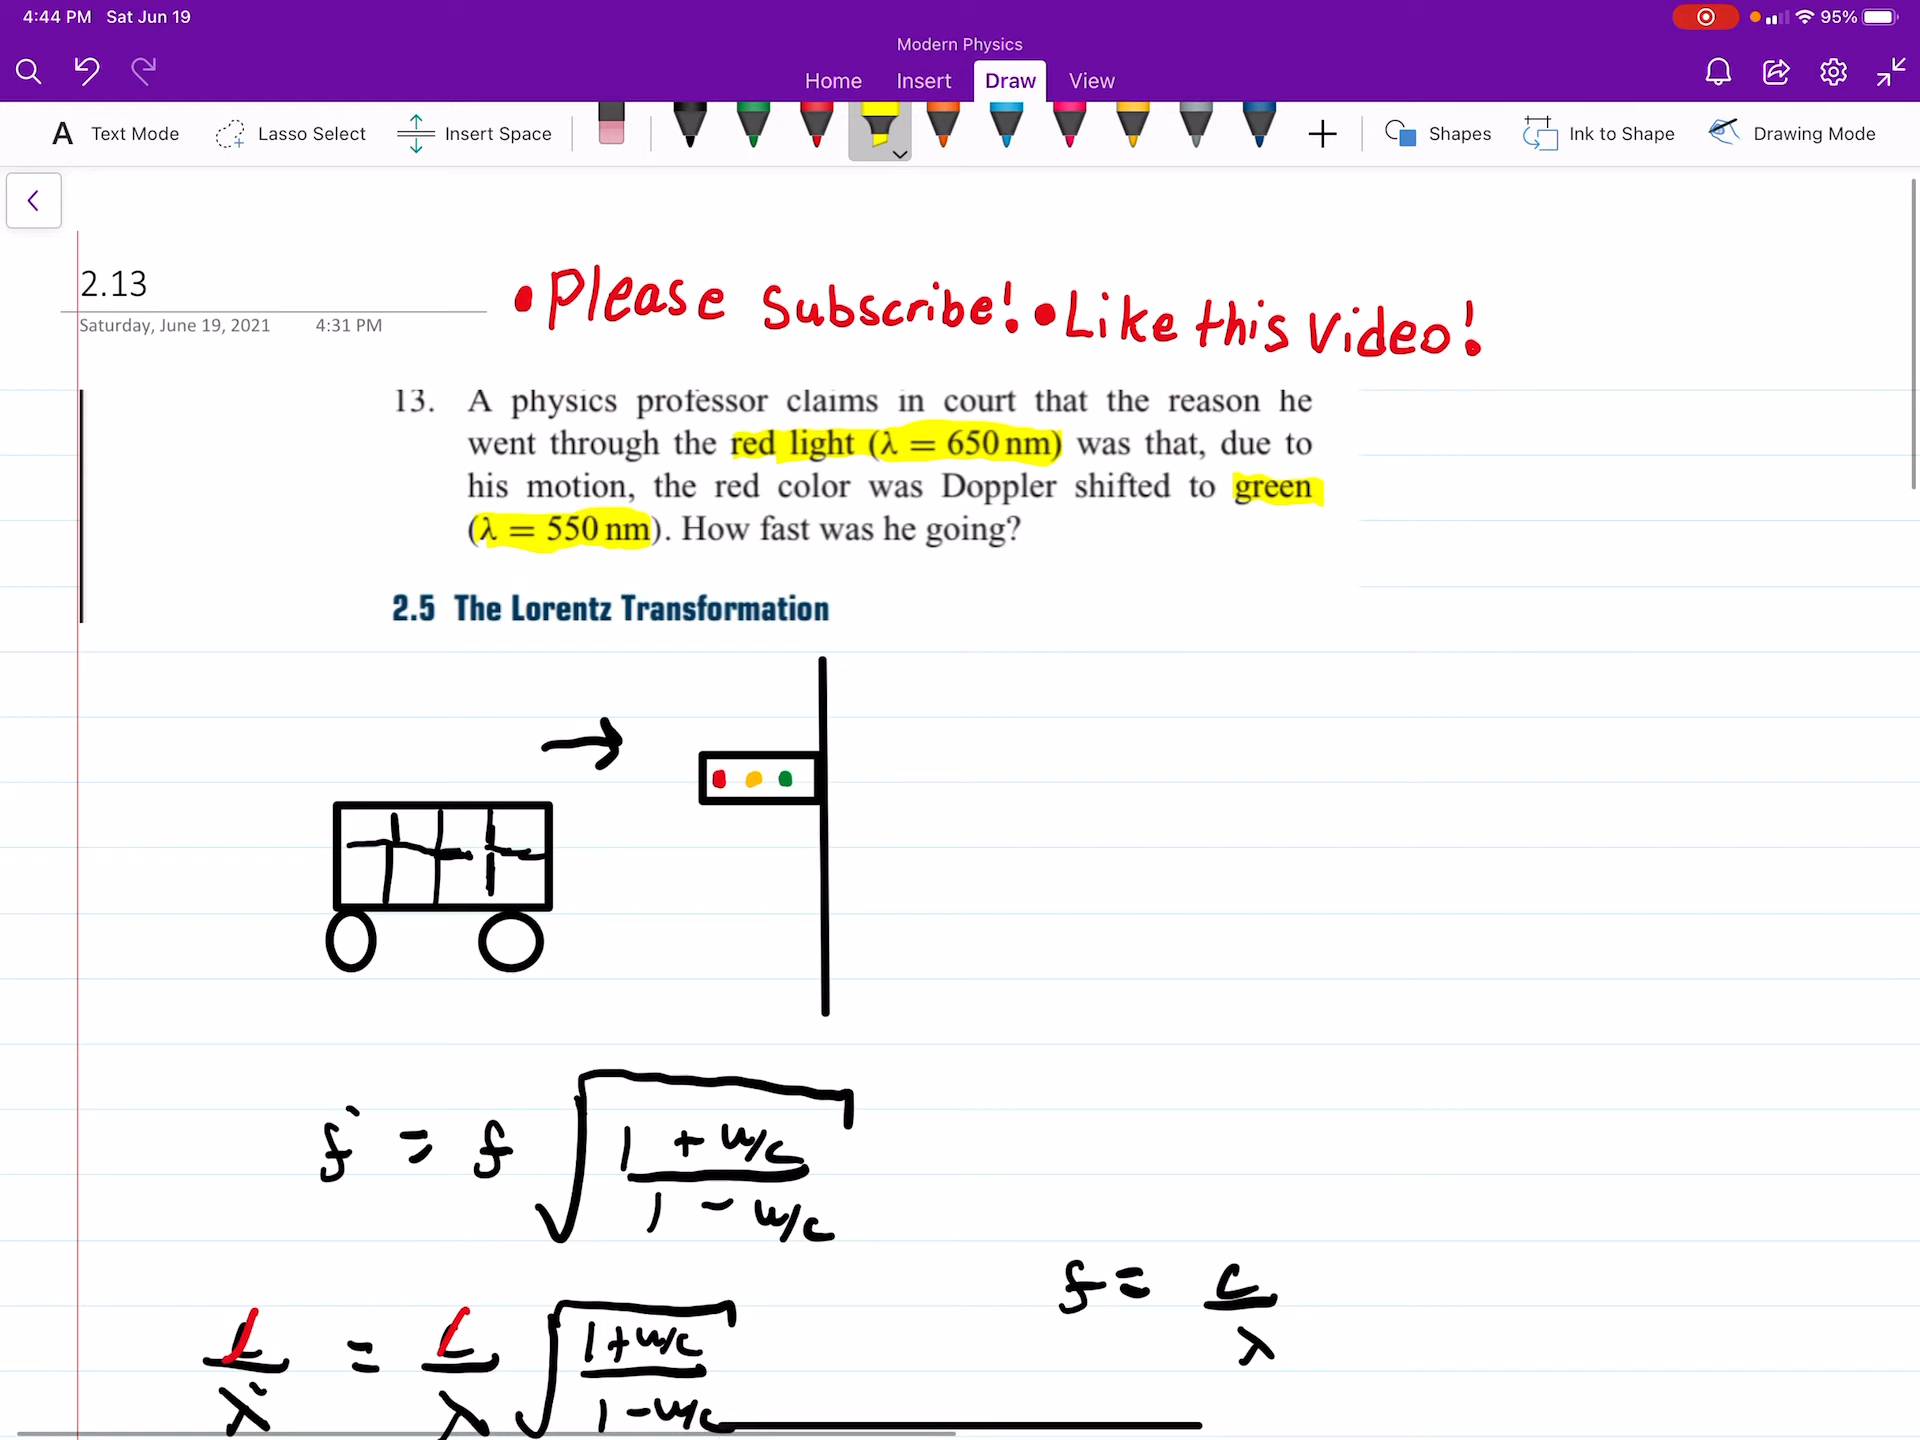 4:44 PM Sat Jun 19
95%
Modern Physics
Home Insert Draw View
A Text Mode Lasso Select Insert Space Shapes Ink to Shape Drawing Mode
2.13
Saturday, June 19, 2021 4:31 PM
• Please Subscribe! • Like this Video!
13. A physics professor claims in court that the reason he
went through the red light (λ = 650 nm) was that, due to
his motion, the red color was Doppler shifted to green
(λ = 550 nm). How fast was he going?
2.5 The Lorentz Transformation
f' = f √((1 + u/c)/(1 - u/c))
f = c/λ
c/λ' = c/λ √((1+u/c)/(1-u/c))